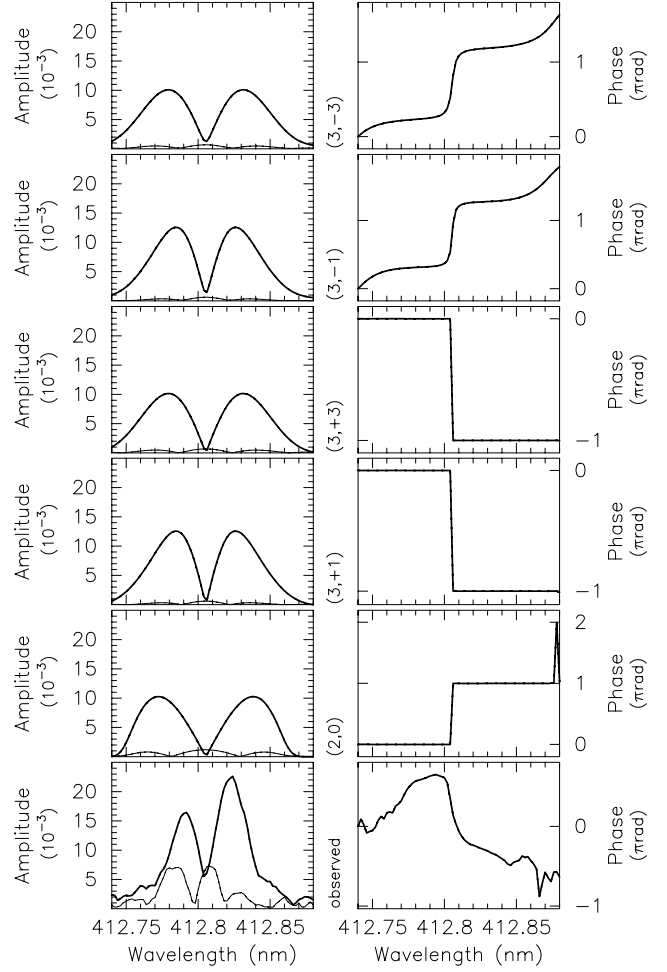 Amplitude
(10⁻³)
20
15
10
5
(3,−3)
1
0
Phase
(πrad)
Amplitude
(10⁻³)
20
15
10
5
(3,−1)
1
0
Phase
(πrad)
Amplitude
(10⁻³)
20
15
10
5
(3,+3)
0
−1
Phase
(πrad)
Amplitude
(10⁻³)
20
15
10
5
(3,+1)
0
−1
Phase
(πrad)
Amplitude
(10⁻³)
20
15
10
5
(2,0)
2
1
0
Phase
(πrad)
Amplitude
(10⁻³)
20
15
10
5
observed
0
−1
Phase
(πrad)
412.75 412.8 412.85 412.75 412.8 412.85
Wavelength (nm) Wavelength (nm)